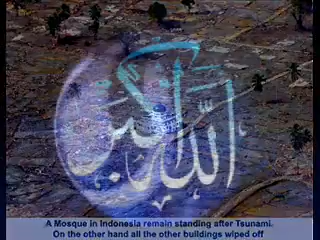 الله أكبر
A Mosque in Indonesia remain standing after Tsunami.
On the other hand all the other buildings wiped off